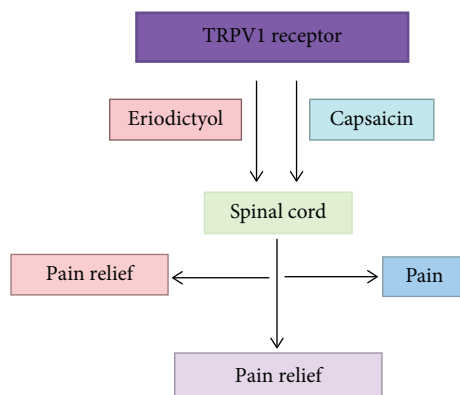 TRPV1 receptor
Eriodictyol
Capsaicin
Spinal cord
Pain relief
Pain
Pain relief